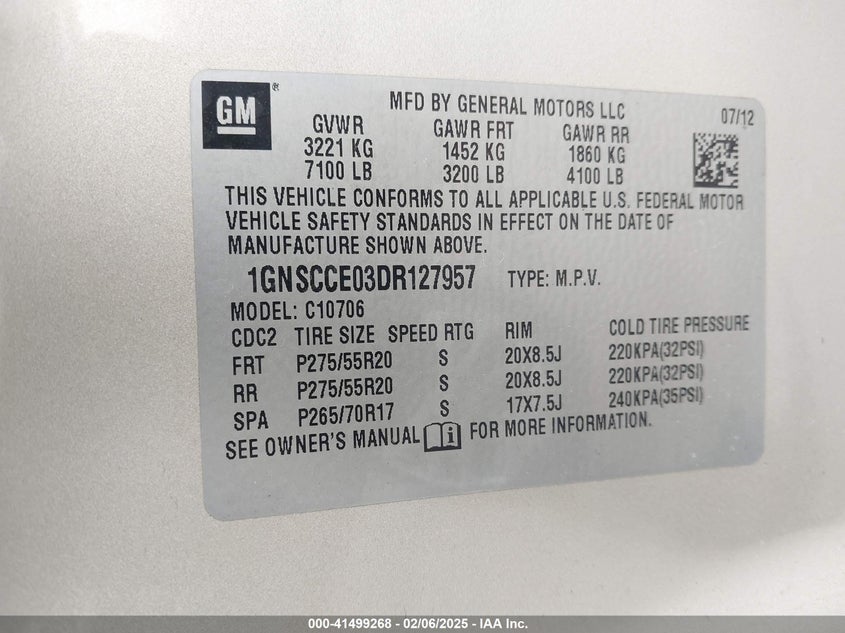 GM®
MFD BY GENERAL MOTORS LLC
07/12
GVWR GAWR FRT GAWR RR
3221 KG 1452 KG 1860 KG
7100 LB 3200 LB 4100 LB
THIS VEHICLE CONFORMS TO ALL APPLICABLE U.S. FEDERAL MOTOR
VEHICLE SAFETY STANDARDS IN EFFECT ON THE DATE OF
MANUFACTURE SHOWN ABOVE.
1GNSCCE03DR127957 TYPE: M.P.V.
MODEL: C10706
CDC2 TIRE SIZE SPEED RTG RIM COLD TIRE PRESSURE
FRT P275/55R20 S 20X8.5J 220KPA(32PSI)
RR P275/55R20 S 20X8.5J 220KPA(32PSI)
SPA P265/70R17 S 17X7.5J 240KPA(35PSI)
SEE OWNER'S MANUAL i FOR MORE INFORMATION.
000-41499268 - 02/06/2025 - IAA Inc.